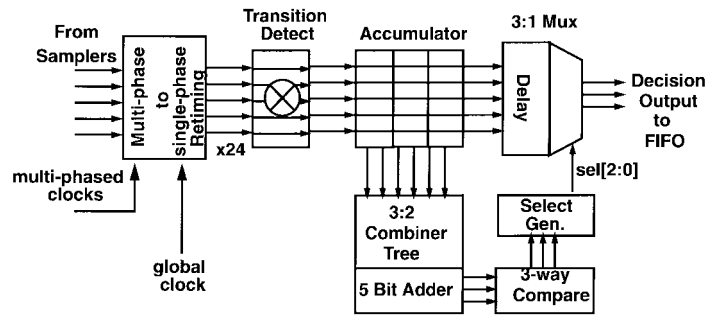 From
Samplers
Multi-phase
to
single-phase
Retiming
x24
multi-phased
clocks
global
clock
Transition
Detect
Accumulator
3:2
Combiner
Tree
5 Bit Adder
3:1 Mux
Delay
Decision
Output
to
FIFO
sel[2:0]
Select
Gen.
3-way
Compare